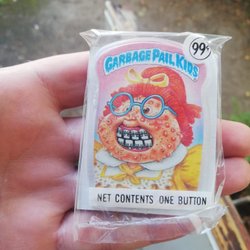 99¢
GARBAGE PAIL KIDS
NET CONTENTS ONE BUTTON